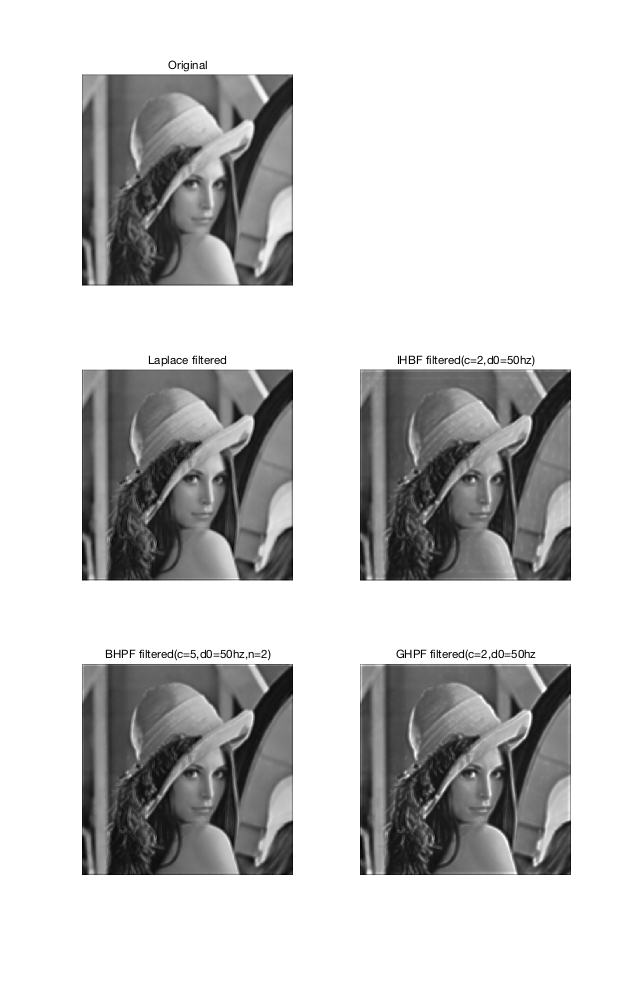 Original
Laplace filtered
IHBF filtered(c=2,d0=50hz)
BHPF filtered(c=5,d0=50hz,n=2)
GHPF filtered(c=2,d0=50hz